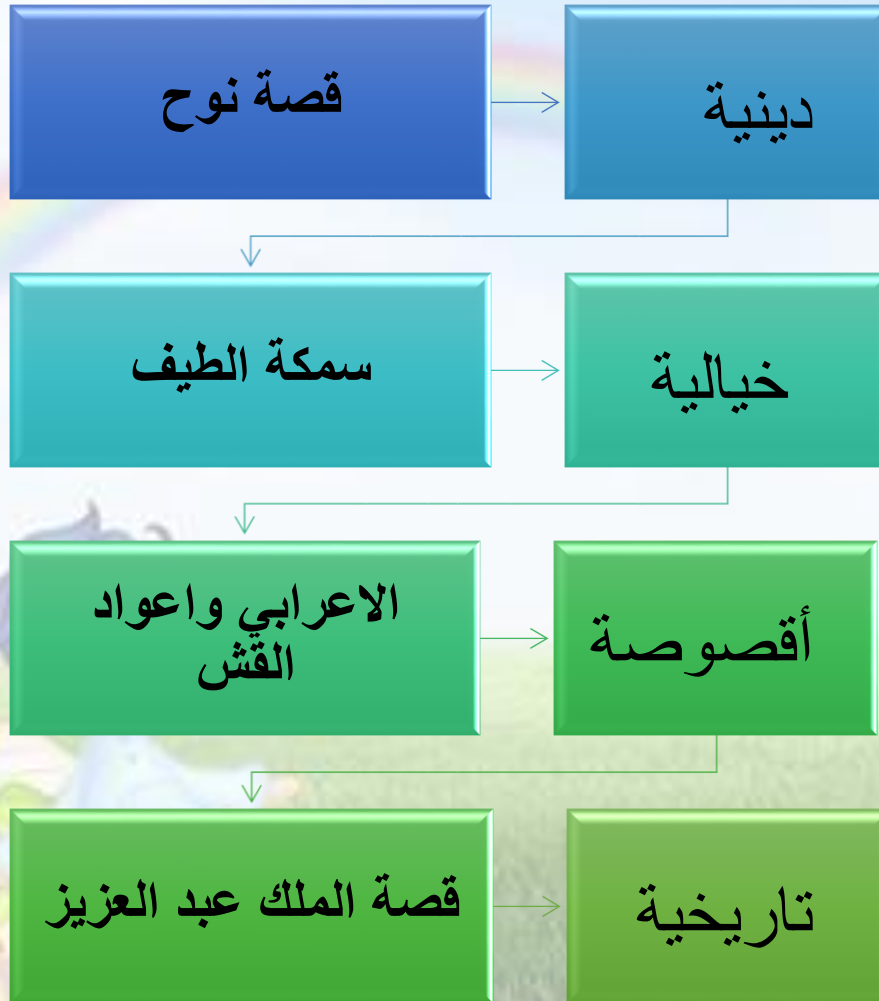 قصة نوح
دينية
سمكة الطيف
خيالية
الاعرابي واعواد
القش
أقصوصة
قصة الملك عبد العزيز
تاريخية